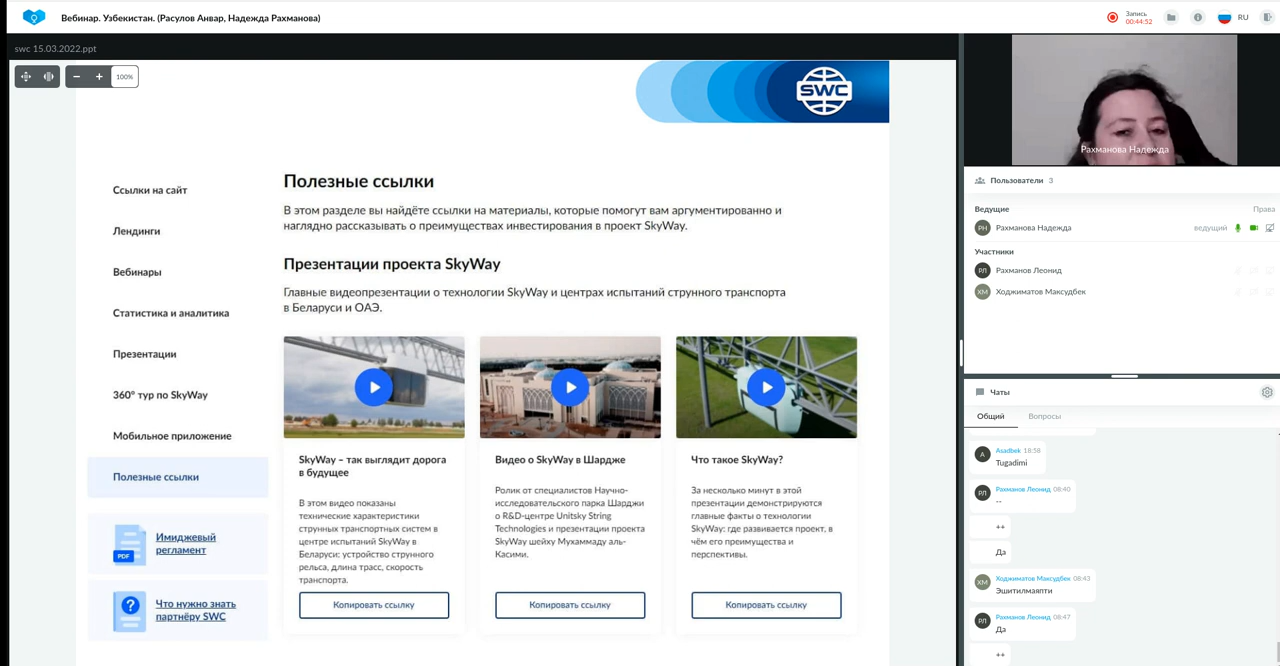 Вебинар. Узбекистан. (Расулов Анвар, Надежда Рахманова)
Запись
00:44:52
RU
swc 15.03.2022.ppt
100%
SWC
Ссылки на сайт
Лендинги
Вебинары
Статистика и аналитика
Презентации
360° тур по SkyWay
Мобильное приложение
Полезные ссылки
PDF
Имиджевый
регламент
?
Что нужно знать
партнёру SWC
Полезные ссылки
В этом разделе вы найдёте ссылки на материалы, которые помогут вам аргументированно и
наглядно рассказывать о преимуществах инвестирования в проект SkyWay.
Презентации проекта SkyWay
Главные видеопрезентации о технологии SkyWay и центрах испытаний струнного транспорта
в Беларуси и ОАЭ.
SkyWay – так выглядит дорога
в будущее
В этом видео показаны
технические характеристики
струнных транспортных систем в
центре испытаний SkyWay в
Беларуси: устройство струнного
рельса, длина трасс, скорость
транспорта.
Копировать ссылку
Видео о SkyWay в Шардже
Ролик от специалистов Научно-
исследовательского парка Шарджи
о R&D-центре Unitsky String
Technologies и презентации проекта
SkyWay шейху Мухаммаду аль-
Касими.
Копировать ссылку
Что такое SkyWay?
За несколько минут в этой
презентации демонстрируются
главные факты о технологии
SkyWay: где развивается проект, в
чём его преимущества и
перспективы.
Копировать ссылку
Рахманова Надежда
Пользователи 3
Ведущие Права
РН Рахманова Надежда ведущий
Участники
РЛ Рахманов Леонид
ХМ Ходжиматов Максудбек
Чаты
Общий Вопросы
A Asadbek 18:58
Tugadimi
РЛ Рахманов Леонид 08:40
--
++
Да
ХМ Ходжиматов Максудбек 08:43
Эшитилмаяпти
РЛ Рахманов Леонид 08:47
Да
++